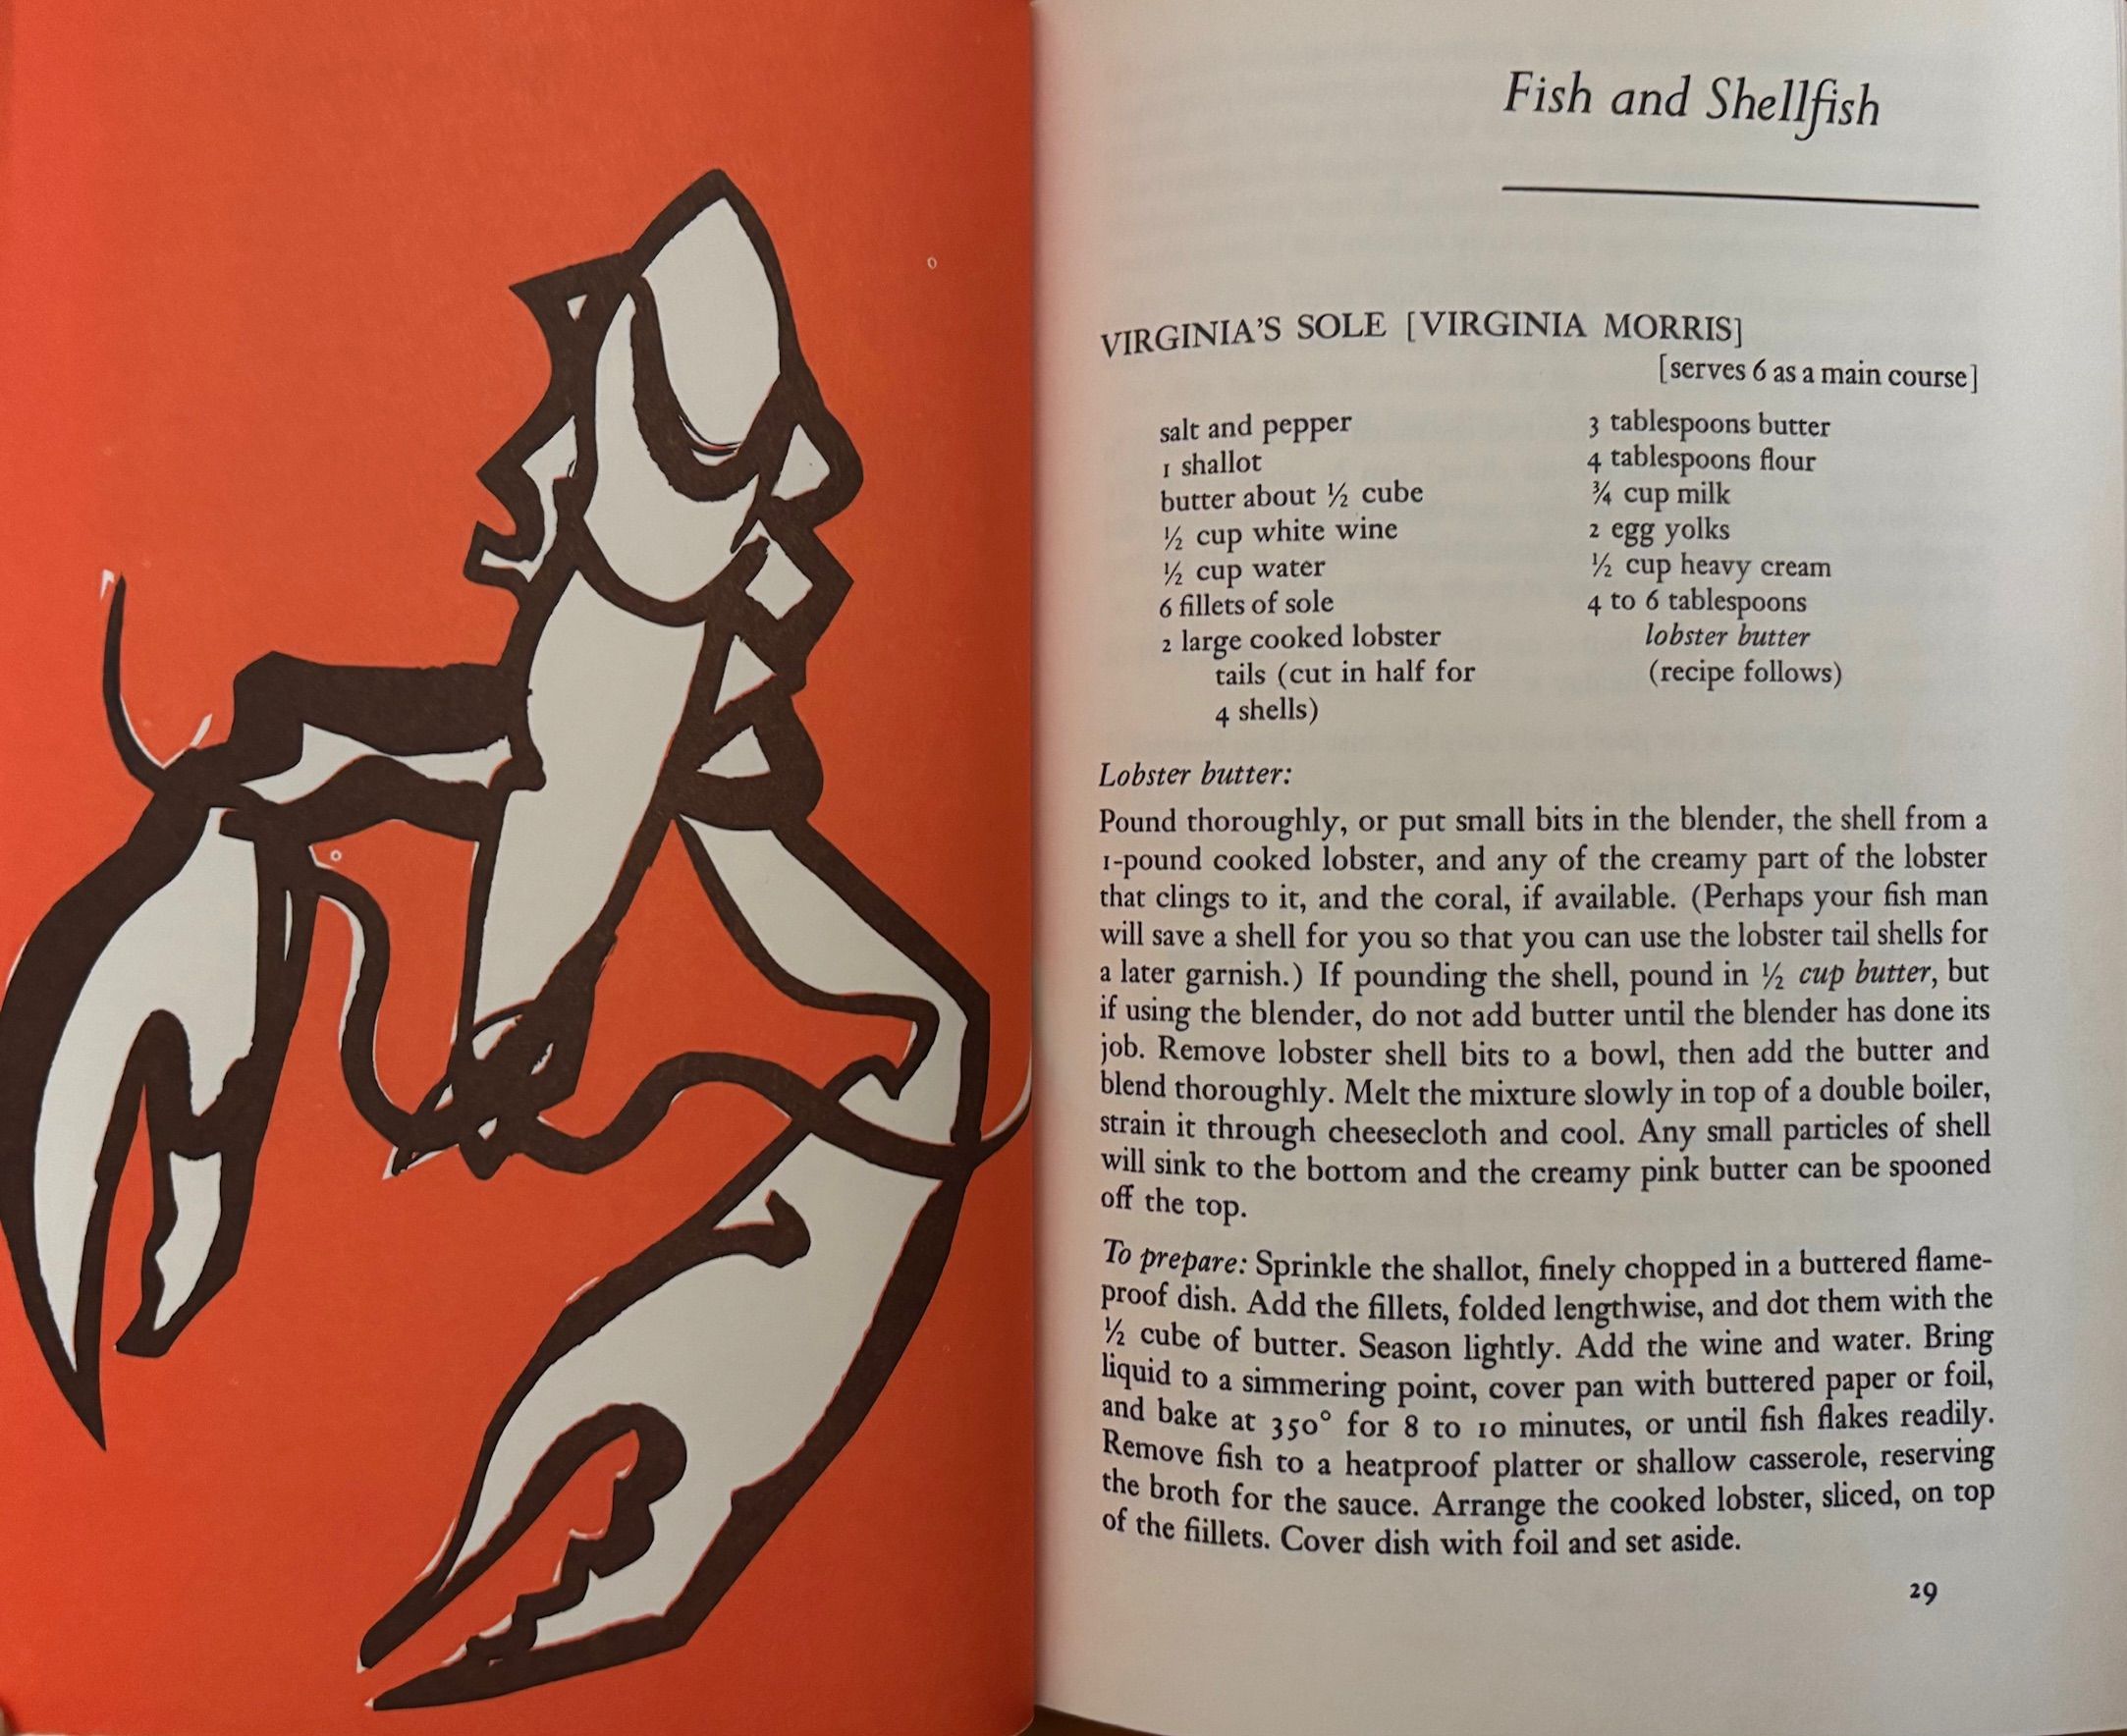 Fish and Shellfish
VIRGINIA'S SOLE [VIRGINIA MORRIS]
[serves 6 as a main course]
salt and pepper
1 shallot
butter about ½ cube
½ cup white wine
½ cup water
6 fillets of sole
2 large cooked lobster
tails (cut in half for
4 shells)
3 tablespoons butter
4 tablespoons flour
¾ cup milk
2 egg yolks
½ cup heavy cream
4 to 6 tablespoons
lobster butter
(recipe follows)
Lobster butter:
Pound thoroughly, or put small bits in the blender, the shell from a
1-pound cooked lobster, and any of the creamy part of the lobster
that clings to it, and the coral, if available. (Perhaps your fish man
will save a shell for you so that you can use the lobster tail shells for
a later garnish.) If pounding the shell, pound in ½ cup butter, but
if using the blender, do not add butter until the blender has done its
job. Remove lobster shell bits to a bowl, then add the butter and
blend thoroughly. Melt the mixture slowly in top of a double boiler,
strain it through cheesecloth and cool. Any small particles of shell
will sink to the bottom and the creamy pink butter can be spooned
off the top.
To prepare: Sprinkle the shallot, finely chopped in a buttered flame-
proof dish. Add the fillets, folded lengthwise, and dot them with the
½ cube of butter. Season lightly. Add the wine and water. Bring
liquid to a simmering point, cover pan with buttered paper or foil,
and bake at 350° for 8 to 10 minutes, or until fish flakes readily.
Remove fish to a heatproof platter or shallow casserole, reserving
the broth for the sauce. Arrange the cooked lobster, sliced, on top
of the fiillets. Cover dish with foil and set aside.
29